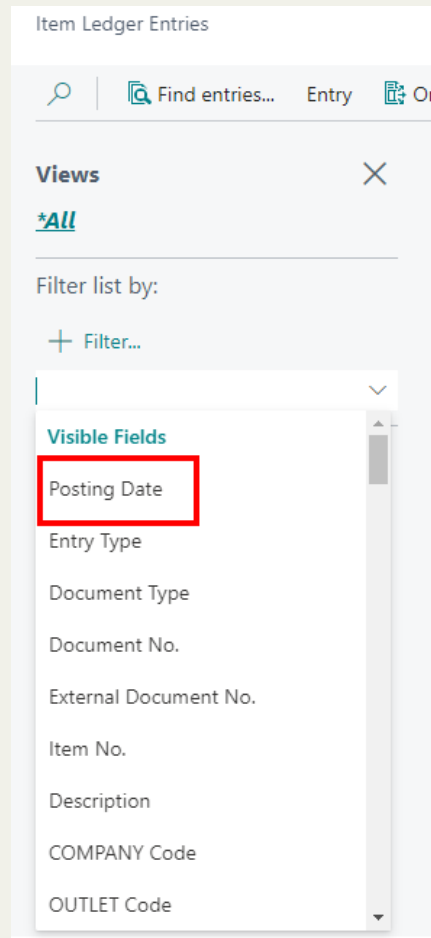 Item Ledger Entries
Find entries... Entry
Views
*All
Filter list by:
Filter...
Visible Fields
Posting Date
Entry Type
Document Type
Document No.
External Document No.
Item No.
Description
COMPANY Code
OUTLET Code